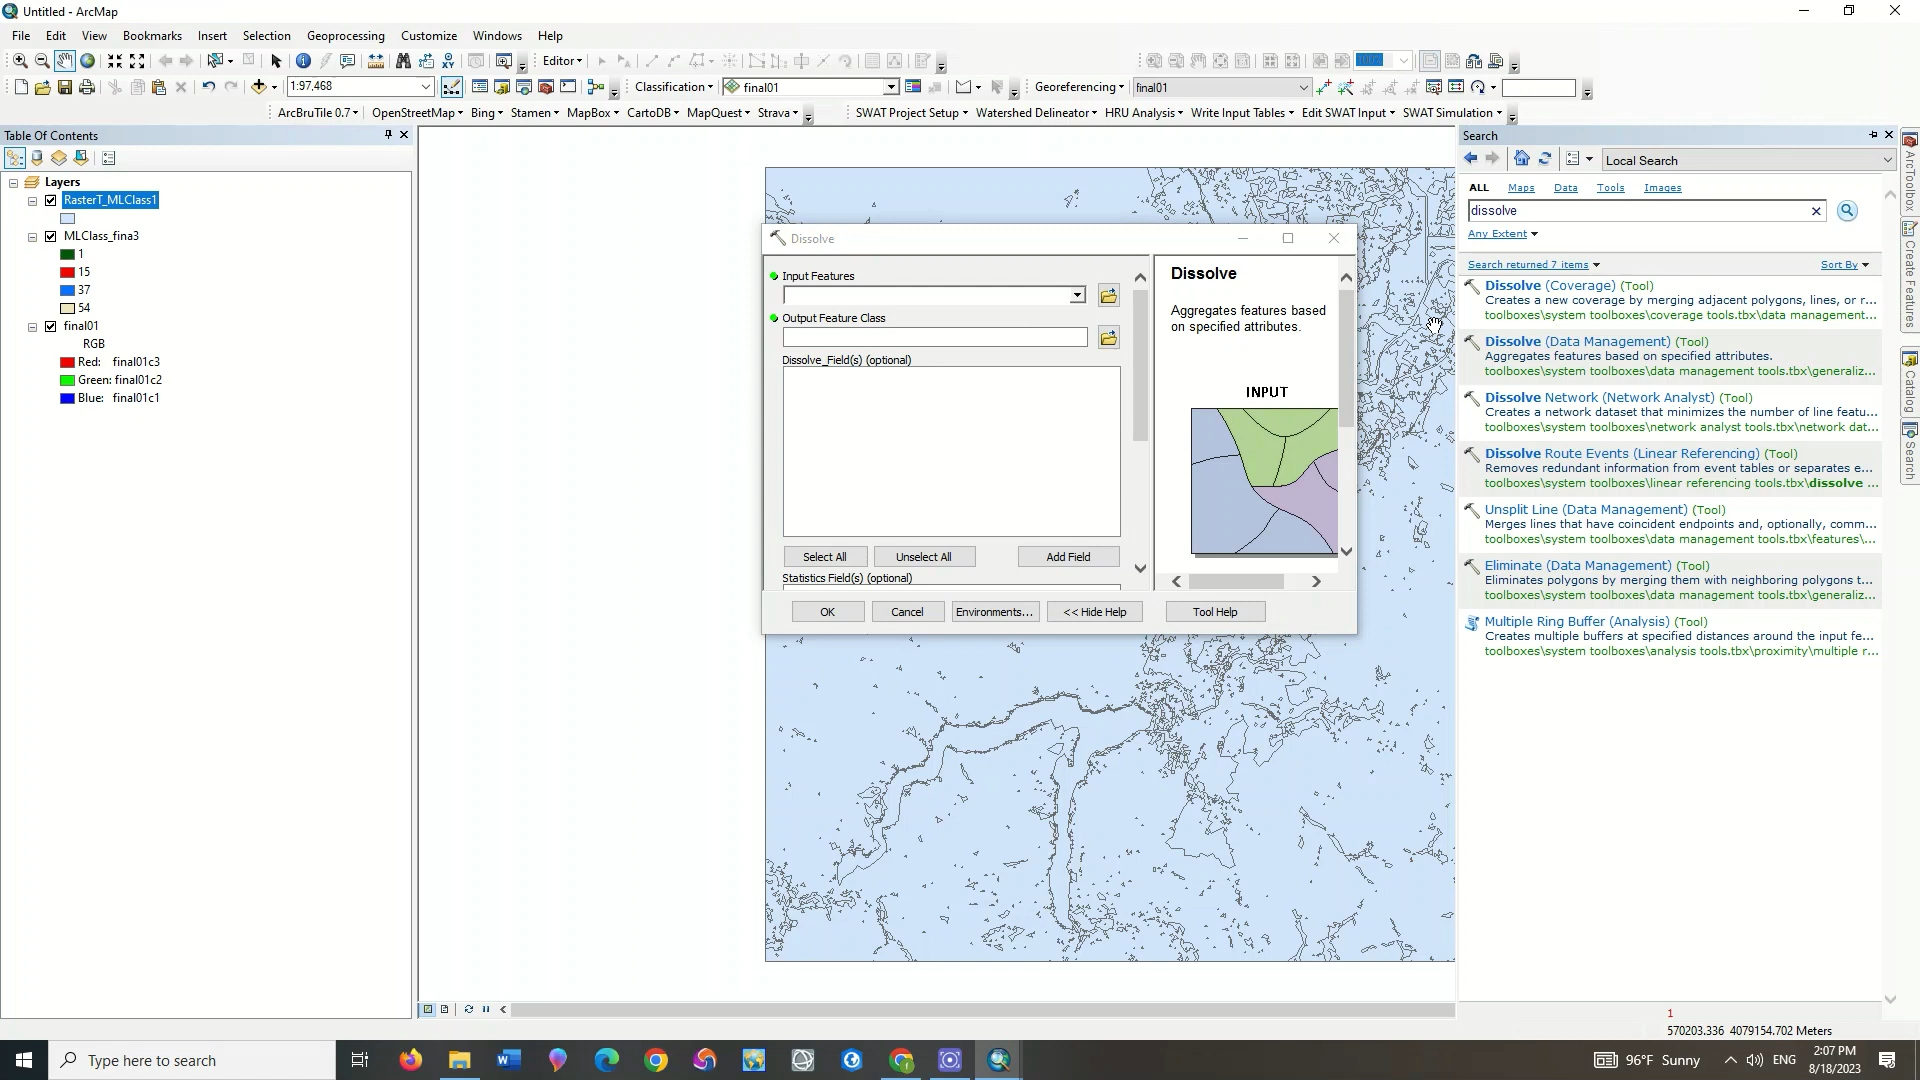 Untitled - ArcMap
File Edit View Bookmarks Insert Selection Geoprocessing Customize Windows Help
Editor 100%
1:97,468 Classification final01 Georeferencing final01
ArcBruTile 0.7 OpenStreetMap Bing Stamen MapBox CartoDB MapQuest Strava SWAT Project Setup Watershed Delineator HRU Analysis Write Input Tables Edit SWAT Input SWAT Simulation
Table Of Contents
Layers
RasterT_MLClass1
MLClass_fina3
1
15
37
54
final01
RGB
Red: final01c3
Green: final01c2
Blue: final01c1
Dissolve
Input Features
Output Feature Class
Dissolve_Field(s) (optional)
Select All Unselect All Add Field
Statistics Field(s) (optional)
OK Cancel Environments... << Hide Help Tool Help
Dissolve
Aggregates features based
on specified attributes.
INPUT
Search
Local Search
ALL Maps Data Tools Images
dissolve
Any Extent
Search returned 7 items Sort By
Dissolve (Coverage) (Tool)
Creates a new coverage by merging adjacent polygons, lines, or r...
toolboxes\system toolboxes\coverage tools.tbx\data management...
Dissolve (Data Management) (Tool)
Aggregates features based on specified attributes.
toolboxes\system toolboxes\data management tools.tbx\generaliz...
Dissolve Network (Network Analyst) (Tool)
Creates a network dataset that minimizes the number of line featu...
toolboxes\system toolboxes\network analyst tools.tbx\network dat...
Dissolve Route Events (Linear Referencing) (Tool)
Removes redundant information from event tables or separates e...
toolboxes\system toolboxes\linear referencing tools.tbx\dissolve ...
Unsplit Line (Data Management) (Tool)
Merges lines that have coincident endpoints and, optionally, comm...
toolboxes\system toolboxes\data management tools.tbx\features\...
Eliminate (Data Management) (Tool)
Eliminates polygons by merging them with neighboring polygons t...
toolboxes\system toolboxes\data management tools.tbx\generaliz...
Multiple Ring Buffer (Analysis) (Tool)
Creates multiple buffers at specified distances around the input fe...
toolboxes\system toolboxes\analysis tools.tbx\proximity\multiple r...
ArcToolbox
Create Features
Catalog
Search
1
570203.336 4079154.702 Meters
Type here to search
96°F Sunny
ENG
2:07 PM
8/18/2023